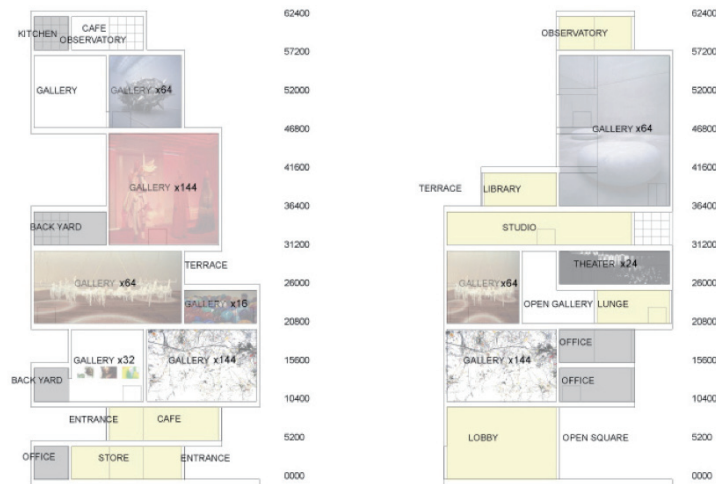 62400
KITCHEN
CAFE
OBSERVATORY
57200
GALLERY
GALLERY x64
52000
46800
GALLERY x144
41600
36400
BACK YARD
31200
TERRACE
GALLERY x64
26000
GALLERY x16
20800
GALLERY x32
GALLERY x144
15600
BACK YARD
10400
ENTRANCE
CAFE
5200
OFFICE
STORE
ENTRANCE
0000
62400
OBSERVATORY
57200
52000
GALLERY x64
46800
41600
TERRACE
LIBRARY
36400
STUDIO
31200
THEATER x24
GALLERY x64
26000
OPEN GALLERY
LUNGE
20800
OFFICE
GALLERY x144
15600
OFFICE
10400
LOBBY
OPEN SQUARE
5200
0000